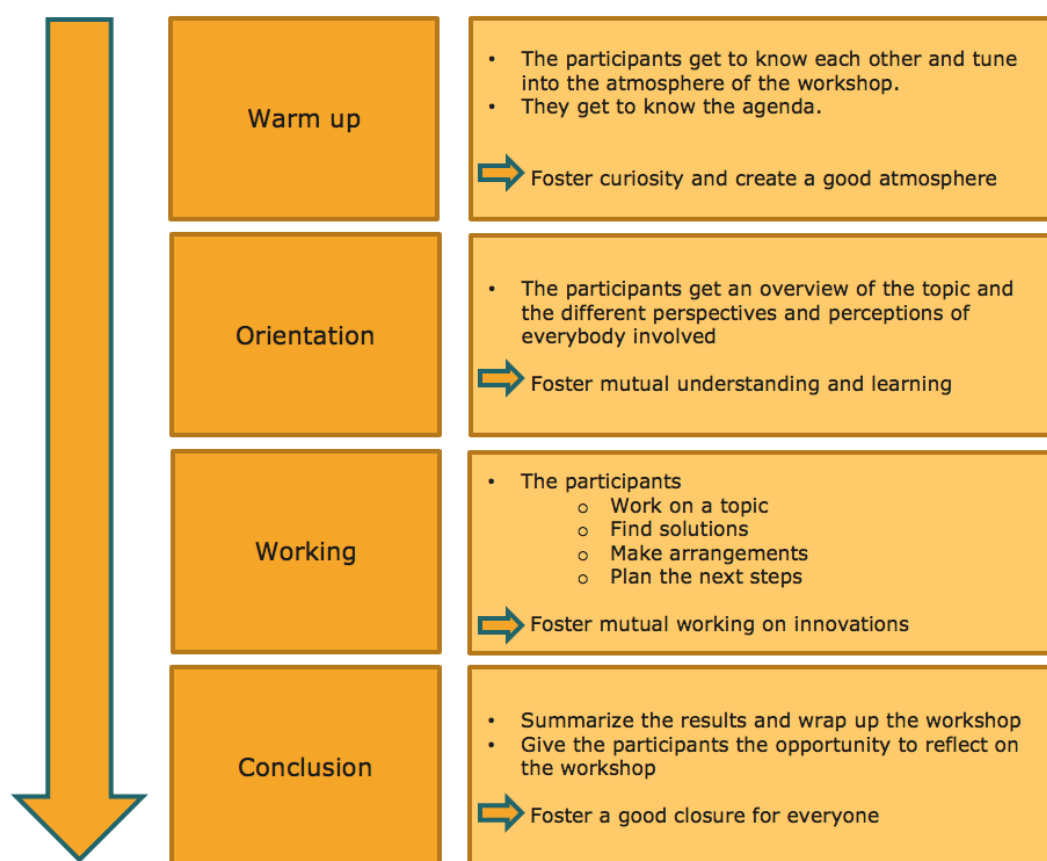 Warm up
• The participants get to know each other and tune
into the atmosphere of the workshop.
• They get to know the agenda.
Foster curiosity and create a good atmosphere
Orientation
• The participants get an overview of the topic and
the different perspectives and perceptions of
everybody involved
Foster mutual understanding and learning
Working
• The participants
o Work on a topic
o Find solutions
o Make arrangements
o Plan the next steps
Foster mutual working on innovations
Conclusion
• Summarize the results and wrap up the workshop
• Give the participants the opportunity to reflect on
the workshop
Foster a good closure for everyone